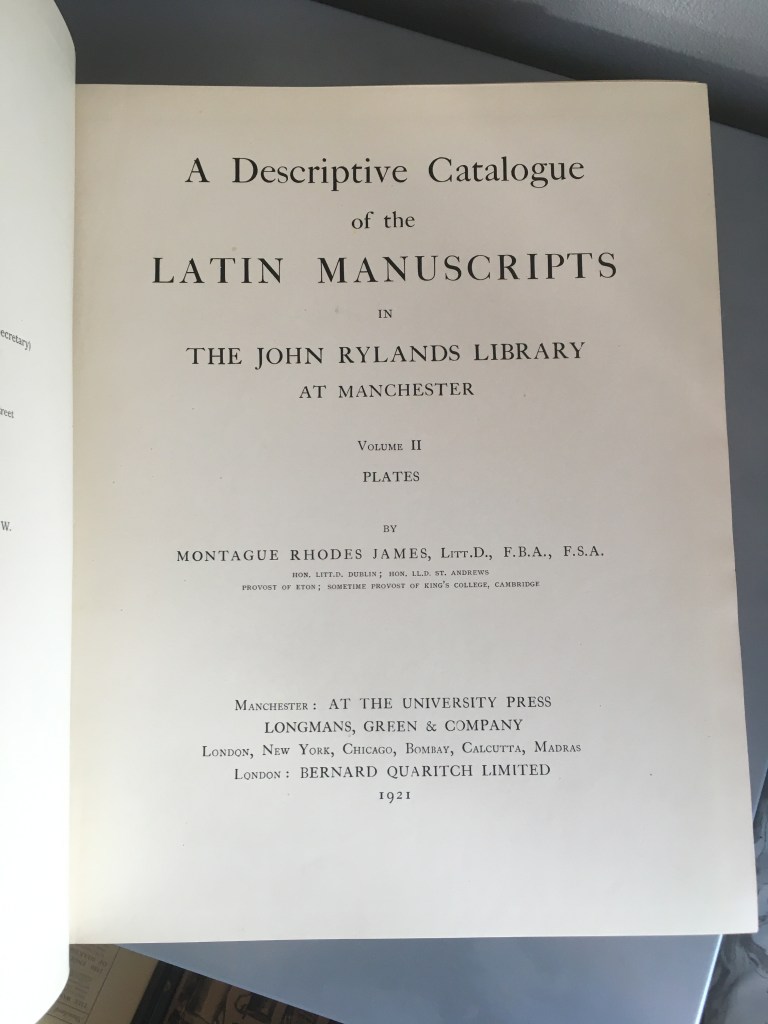 A Descriptive Catalogue
of the
LATIN MANUSCRIPTS
IN
THE JOHN RYLANDS LIBRARY
AT MANCHESTER
VOLUME II
PLATES
BY
MONTAGUE RHODES JAMES, LITT.D., F.B.A., F.S.A.
HON. LITT.D. DUBLIN; HON. LL.D. ST. ANDREWS
PROVOST OF ETON; SOMETIME PROVOST OF KING'S COLLEGE, CAMBRIDGE
MANCHESTER: AT THE UNIVERSITY PRESS
LONGMANS, GREEN & COMPANY
LONDON, NEW YORK, CHICAGO, BOMBAY, CALCUTTA, MADRAS
LONDON: BERNARD QUARITCH LIMITED
1921
ecretary)
reet
W.